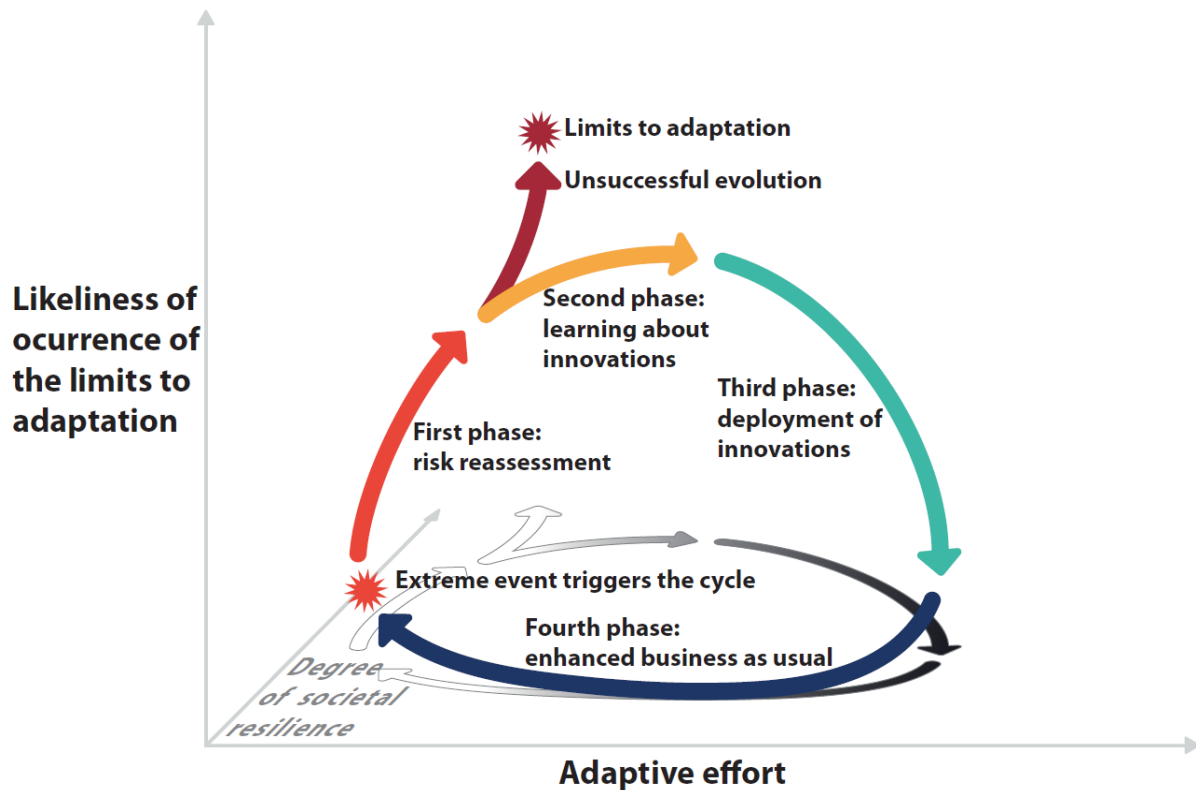 Limits to adaptation
Unsuccessful evolution
Likeliness of
ocurrence of
the limits to
adaptation
Second phase:
learning about
innovations
Third phase:
deployment of
innovations
First phase:
risk reassessment
Extreme event triggers the cycle
Fourth phase:
enhanced business as usual
Degree
of societal
resilience
Adaptive effort